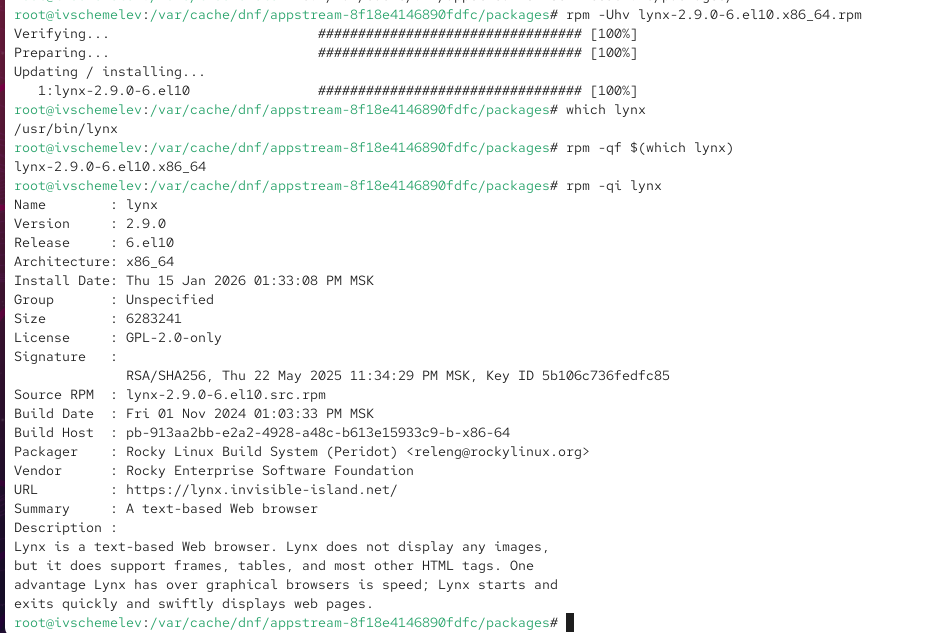 root@ivschemelev:/var/cache/dnf/appstream-8f18e4146890fdfc/packages# rpm -Uhv lynx-2.9.0-6.el10.x86_64.rpm
Verifying...                          ################################# [100%]
Preparing...                          ################################# [100%]
Updating / installing...
   1:lynx-2.9.0-6.el10                ################################# [100%]
root@ivschemelev:/var/cache/dnf/appstream-8f18e4146890fdfc/packages# which lynx
/usr/bin/lynx
root@ivschemelev:/var/cache/dnf/appstream-8f18e4146890fdfc/packages# rpm -qf $(which lynx)
lynx-2.9.0-6.el10.x86_64
root@ivschemelev:/var/cache/dnf/appstream-8f18e4146890fdfc/packages# rpm -qi lynx
Name        : lynx
Version     : 2.9.0
Release     : 6.el10
Architecture: x86_64
Install Date: Thu 15 Jan 2026 01:33:08 PM MSK
Group       : Unspecified
Size        : 6283241
License     : GPL-2.0-only
Signature   :
              RSA/SHA256, Thu 22 May 2025 11:34:29 PM MSK, Key ID 5b106c736fedfc85
Source RPM  : lynx-2.9.0-6.el10.src.rpm
Build Date  : Fri 01 Nov 2024 01:03:33 PM MSK
Build Host  : pb-913aa2bb-e2a2-4928-a48c-b613e15933c9-b-x86-64
Packager    : Rocky Linux Build System (Peridot) <releng@rockylinux.org>
Vendor      : Rocky Enterprise Software Foundation
URL         : https://lynx.invisible-island.net/
Summary     : A text-based Web browser
Description :
Lynx is a text-based Web browser. Lynx does not display any images,
but it does support frames, tables, and most other HTML tags. One
advantage Lynx has over graphical browsers is speed; Lynx starts and
exits quickly and swiftly displays web pages.
root@ivschemelev:/var/cache/dnf/appstream-8f18e4146890fdfc/packages#